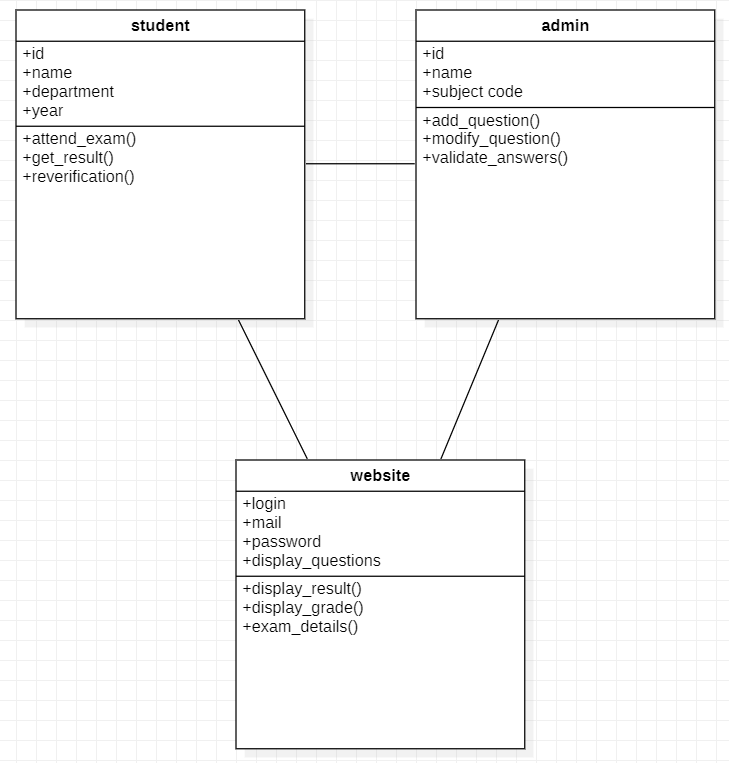 student
+id
+name
+department
+year
+attend_exam()
+get_result()
+reverification()
admin
+id
+name
+subject code
+add_question()
+modify_question()
+validate_answers()
website
+login
+mail
+password
+display_questions
+display_result()
+display_grade()
+exam_details()